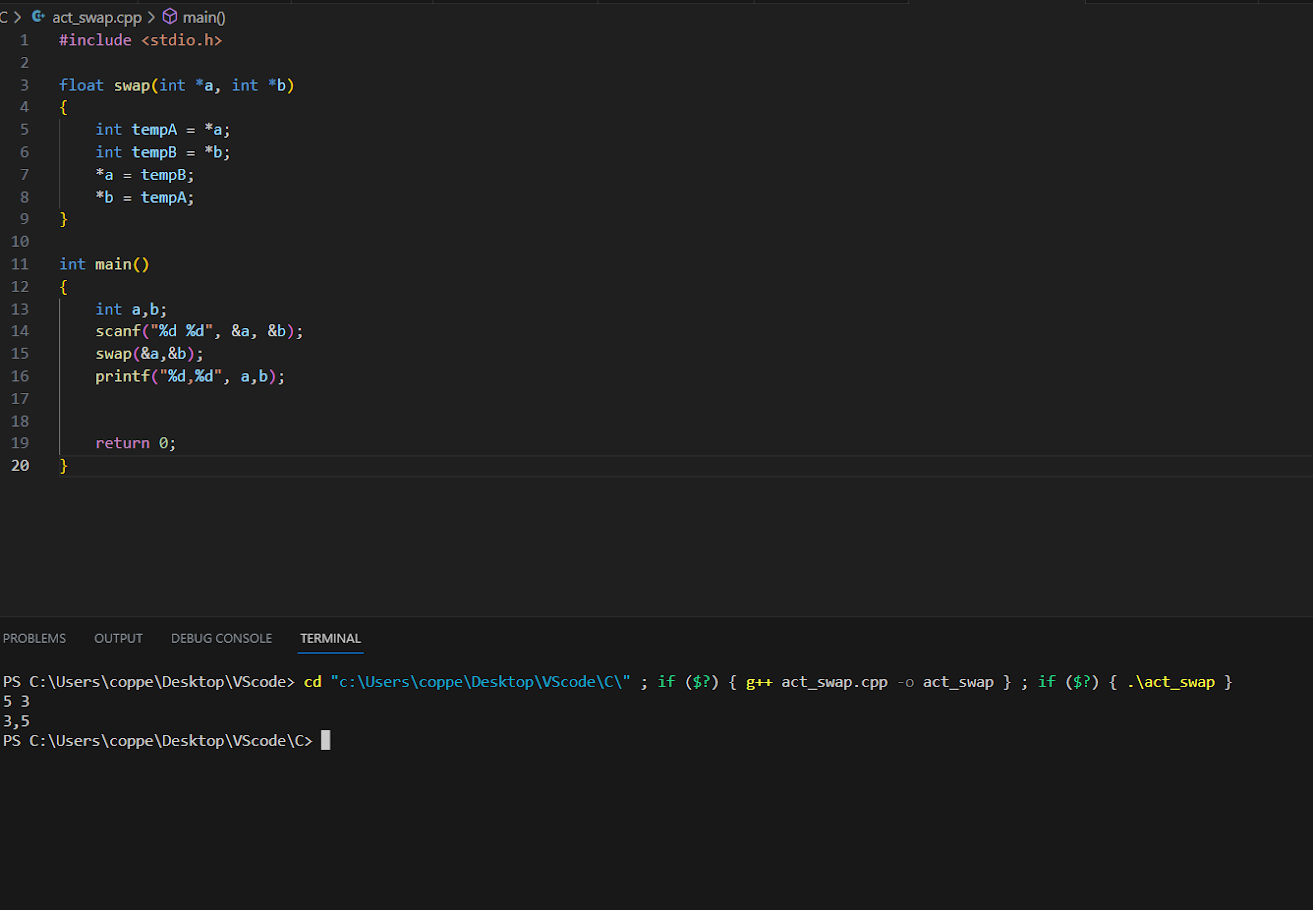 C > act_swap.cpp > main()
1 #include <stdio.h>
2
3 float swap(int *a, int *b)
4 {
5     int tempA = *a;
6     int tempB = *b;
7     *a = tempB;
8     *b = tempA;
9 }
10
11 int main()
12 {
13     int a,b;
14     scanf("%d %d", &a, &b);
15     swap(&a,&b);
16     printf("%d,%d", a,b);
17
18
19     return 0;
20 }
PROBLEMS OUTPUT DEBUG CONSOLE TERMINAL
PS C:\Users\coppe\Desktop\VScode> cd "c:\Users\coppe\Desktop\VScode\C\" ; if ($?) { g++ act_swap.cpp -o act_swap } ; if ($?) { .\act_swap }
5 3
3,5
PS C:\Users\coppe\Desktop\VScode\C>